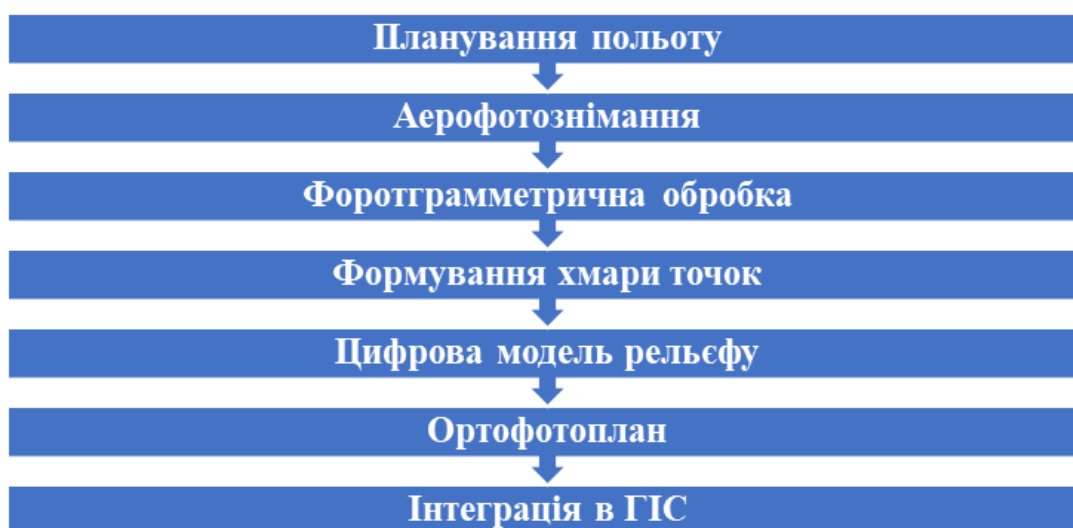 Планування польоту
Аерофотознімання
Форотграмметрична обробка
Формування хмари точок
Цифрова модель рельєфу
Ортофотоплан
Інтеграція в ГІС